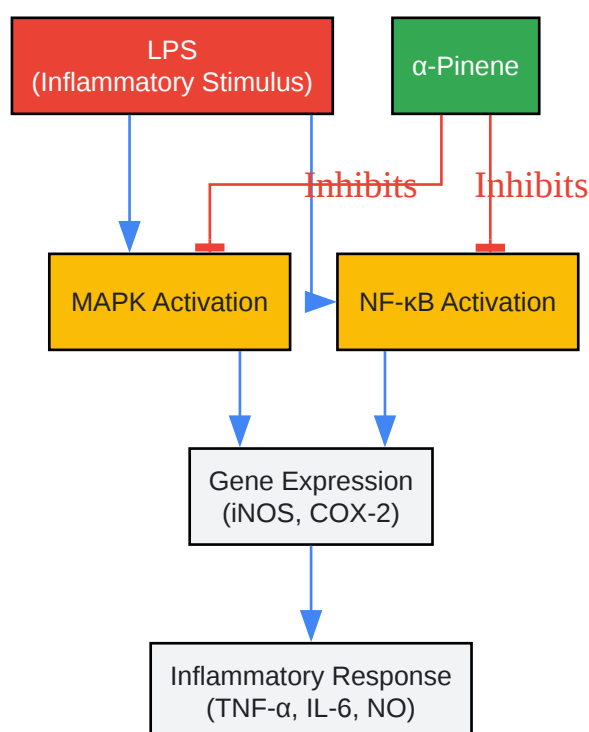 LPS
(Inflammatory Stimulus)
α-Pinene
Inhibits
Inhibits
MAPK Activation
NF-κB Activation
Gene Expression
(iNOS, COX-2)
Inflammatory Response
(TNF-α, IL-6, NO)